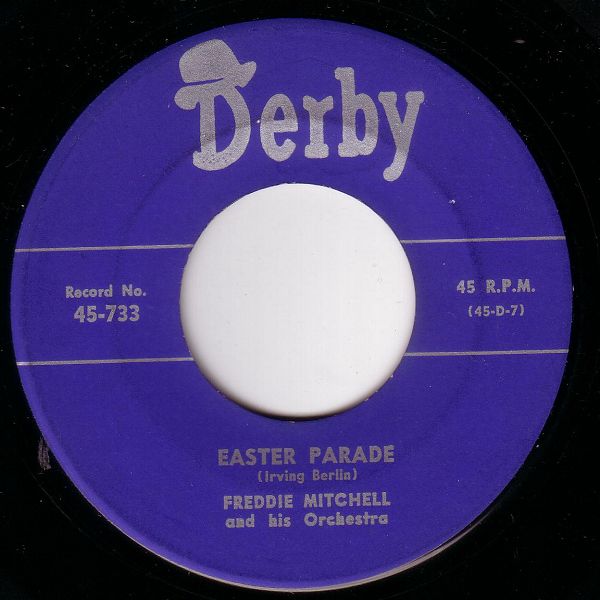 Derby
Record No.
45-733
45 R.P.M.
(45-D-7)
EASTER PARADE
(Irving Berlin)
FREDDIE MITCHELL
and his Orchestra